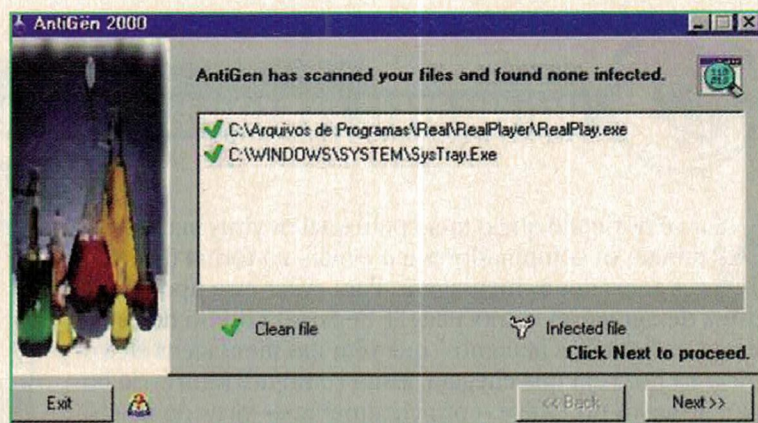 AntiGen 2000
AntiGen has scanned your files and found none infected.
C:\Arquivos de Programas\Real\RealPlayer\RealPlay.exe
C:\WINDOWS\SYSTEM\SysTray.Exe
Clean file
Infected file
Click Next to proceed.
Exit
<< Back
Next >>